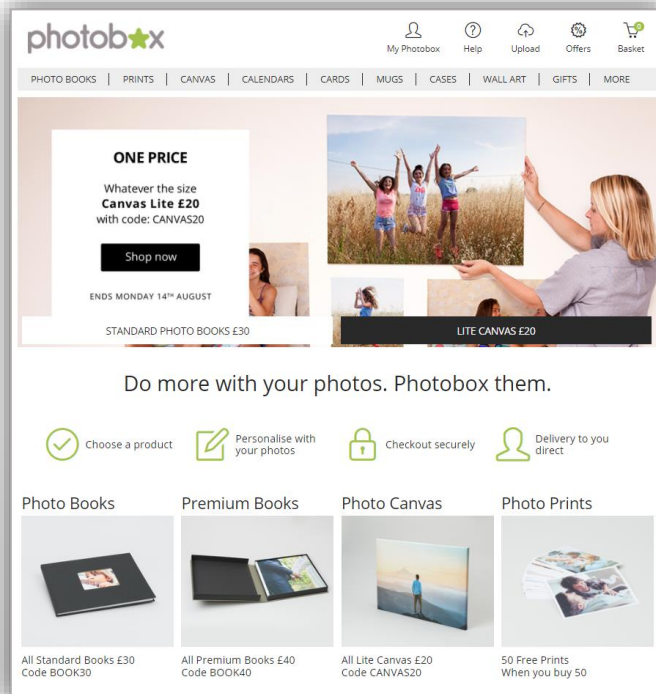 photobox
My Photobox
Help
Upload
Offers
0
Basket
PHOTO BOOKS | PRINTS | CANVAS | CALENDARS | CARDS | MUGS | CASES | WALL ART | GIFTS | MORE
ONE PRICE
Whatever the size
Canvas Lite £20
with code: CANVAS20
Shop now
ENDS MONDAY 14TH AUGUST
STANDARD PHOTO BOOKS £30
LITE CANVAS £20
Do more with your photos. Photobox them.
Choose a product
Personalise with
your photos
Checkout securely
Delivery to you
direct
Photo Books
All Standard Books £30
Code BOOK30
Premium Books
All Premium Books £40
Code BOOK40
Photo Canvas
All Lite Canvas £20
Code CANVAS20
Photo Prints
50 Free Prints
When you buy 50